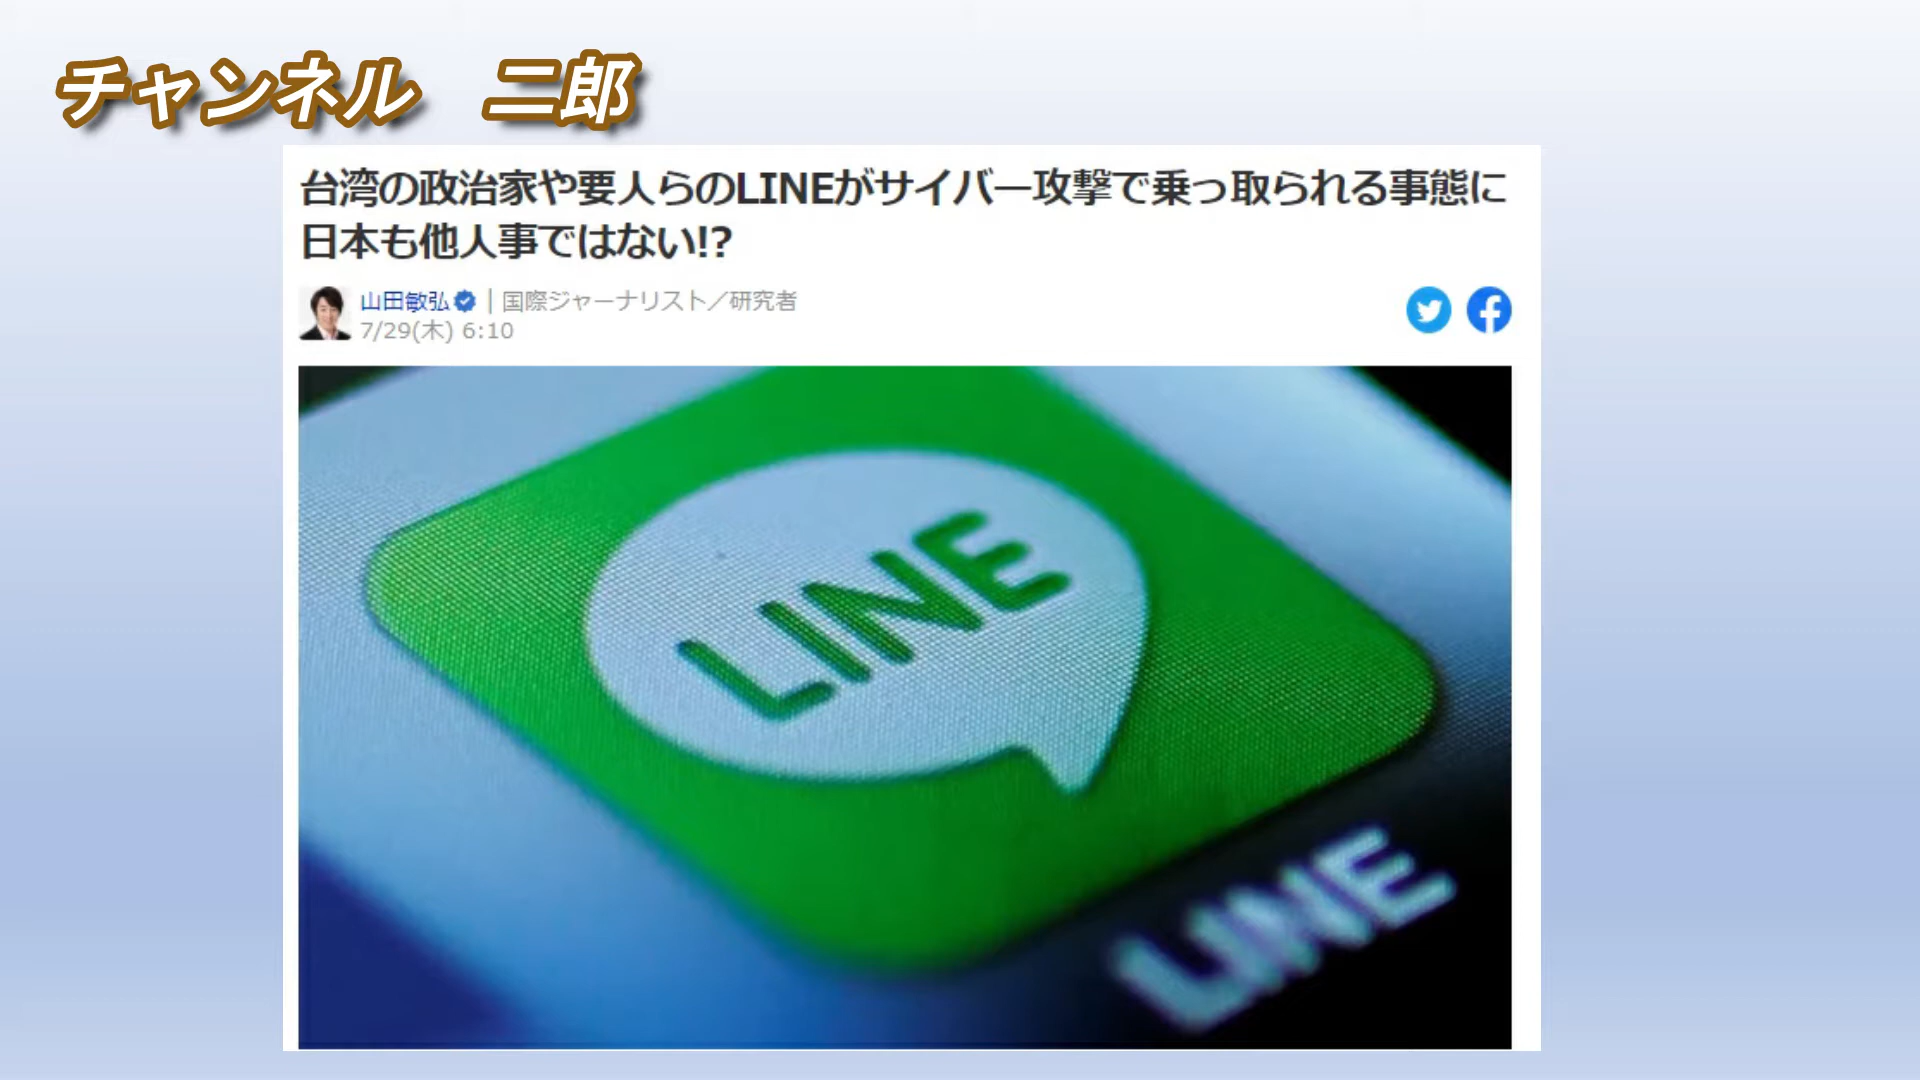 チャンネル　二郎
台湾の政治家や要人らのLINEがサイバー攻撃で乗っ取られる事態に
日本も他人事ではない!?
山田敏弘 | 国際ジャーナリスト／研究者
7/29(木) 6:10
LINE
LINE